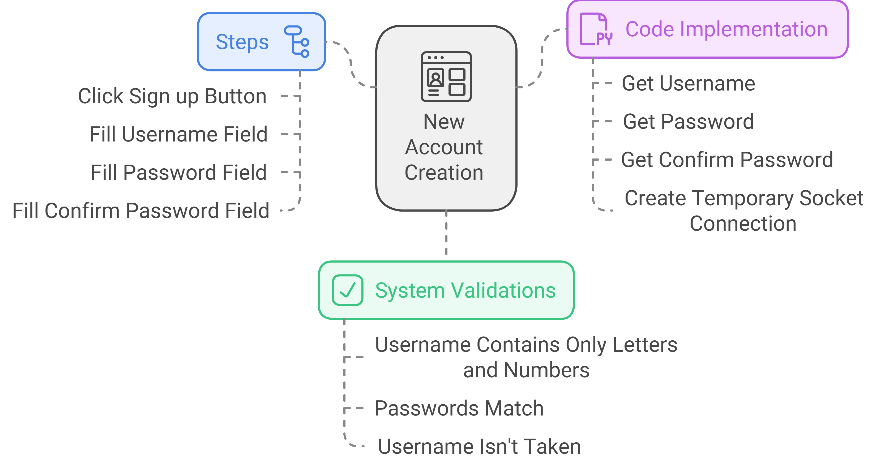 Steps
Click Sign up Button
Fill Username Field
Fill Password Field
Fill Confirm Password Field
New
Account
Creation
PY
Code Implementation
Get Username
Get Password
Get Confirm Password
Create Temporary Socket
Connection
System Validations
Username Contains Only Letters
and Numbers
Passwords Match
Username Isn't Taken